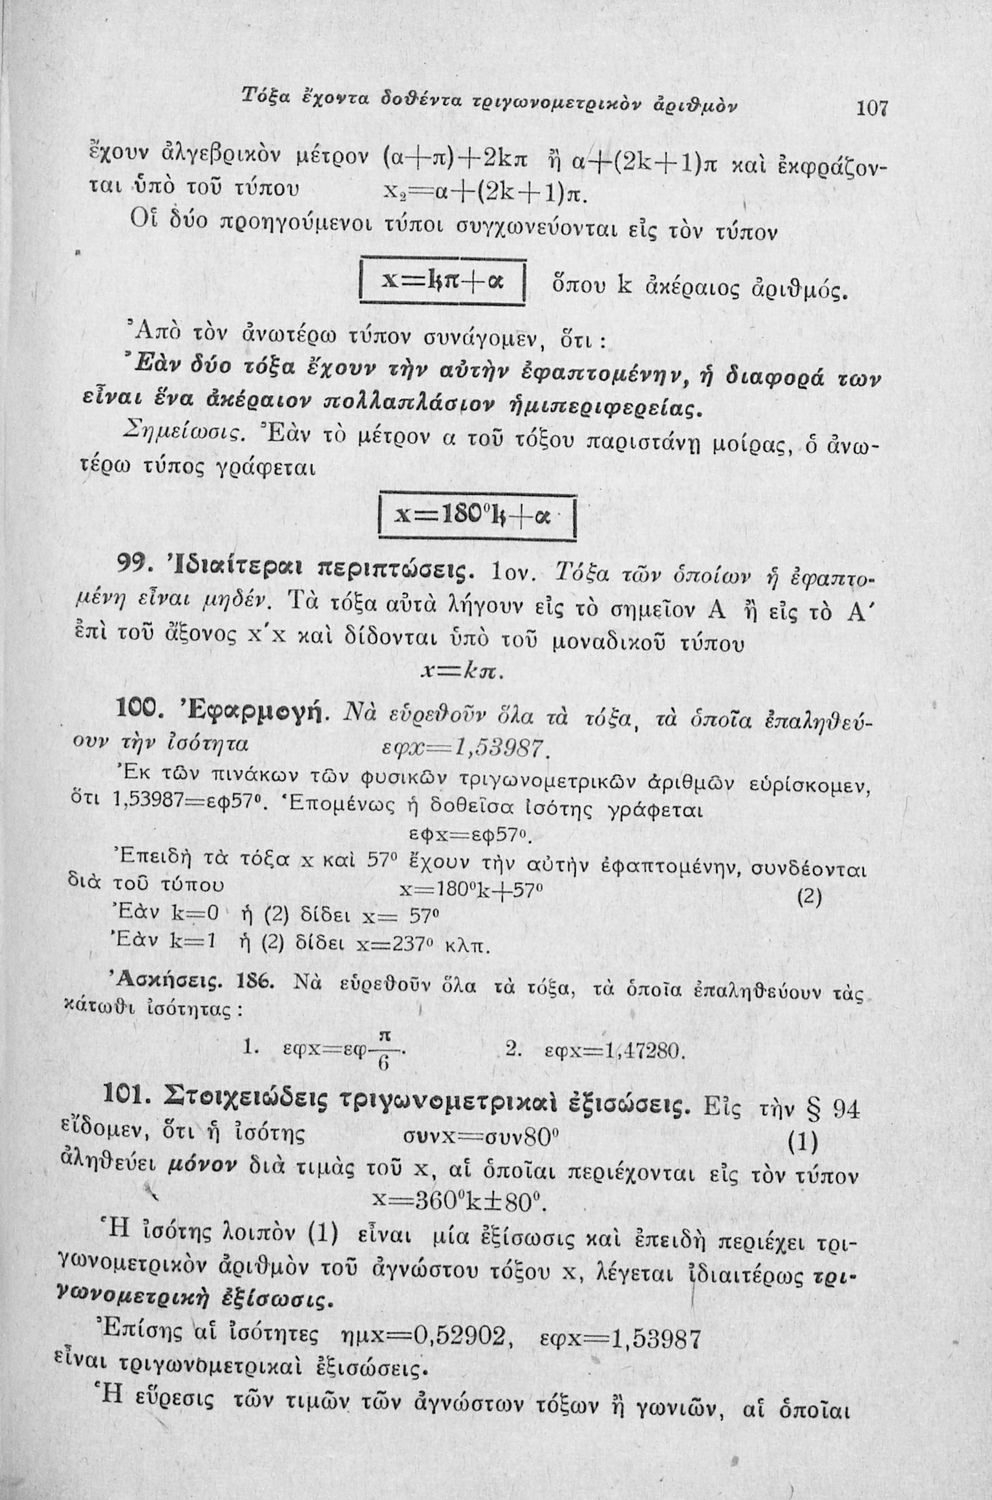 Τόξα ἔχοντα δοθέντα τριγωνομετρικὸν ἀριθμὸν 107
ἔχουν ἀλγεβρικὸν μέτρον (α+π)+2kπ ἢ α+(2k+1)π καὶ ἐκφράζον-
ται ὑπὸ τοῦ τύπου x₂=α+(2k+1)π.
Οἱ δύο προηγούμενοι τύποι συγχωνεύονται εἰς τὸν τύπον
x=kπ+α ὅπου k ἀκέραιος ἀριθμός.
Ἀπὸ τὸν ἀνωτέρω τύπον συνάγομεν, ὅτι :
Ἐὰν δύο τόξα ἔχουν τὴν αὐτὴν ἐφαπτομένην, ἡ διαφορά των
εἶναι ἕνα ἀκέραιον πολλαπλάσιον ἡμιπεριφερείας.
Σημείωσις. Ἐὰν τὸ μέτρον α τοῦ τόξου παριστάνῃ μοίρας, ὁ ἀνω-
τέρω τύπος γράφεται
x=180⁰k+α
99. Ἰδιαίτεραι περιπτώσεις. 1ον. Τόξα τῶν ὁποίων ἡ ἐφαπτο-
μένη εἶναι μηδέν. Τὰ τόξα αὐτὰ λήγουν εἰς τὸ σημεῖον Α ἢ εἰς τὸ Α΄
ἐπὶ τοῦ ἄξονος x΄x καὶ δίδονται ὑπὸ τοῦ μοναδικοῦ τύπου
x=kπ.
100. Ἐφαρμογή. Νὰ εὑρεθοῦν ὅλα τὰ τόξα, τὰ ὁποῖα ἐπαληθεύ-
ουν τὴν ἰσότητα εφx=1,53987.
Ἐκ τῶν πινάκων τῶν φυσικῶν τριγωνομετρικῶν ἀριθμῶν εὑρίσκομεν,
ὅτι 1,53987=εφ57⁰. Ἑπομένως ἡ δοθεῖσα ἰσότης γράφεται
εφx=εφ57⁰.
Ἐπειδὴ τὰ τόξα x καὶ 57⁰ ἔχουν τὴν αὐτὴν ἐφαπτομένην, συνδέονται
διὰ τοῦ τύπου x=180⁰k+57⁰ (2)
Ἐὰν k=0 ἡ (2) δίδει x= 57⁰
Ἐὰν k=1 ἡ (2) δίδει x=237⁰ κλπ.
Ἀσκήσεις. 186. Νὰ εὑρεθοῦν ὅλα τὰ τόξα, τὰ ὁποῖα ἐπαληθεύουν τὰς
κάτωθι ἰσότητας :
1. εφx=εφ π/6. 2. εφx=1,47280.
101. Στοιχειώδεις τριγωνομετρικαὶ ἐξισώσεις. Εἰς τὴν § 94
εἴδομεν, ὅτι ἡ ἰσότης συνx=συν80⁰ (1)
ἀληθεύει μόνον διὰ τιμὰς τοῦ x, αἱ ὁποῖαι περιέχονται εἰς τὸν τύπον
x=360⁰k±80⁰.
Ἡ ἰσότης λοιπὸν (1) εἶναι μία ἐξίσωσις καὶ ἐπειδὴ περιέχει τρι-
γωνομετρικὸν ἀριθμὸν τοῦ ἀγνώστου τόξου x, λέγεται ἰδιαιτέρως τρι-
γωνομετρικὴ ἐξίσωσις.
Ἐπίσης αἱ ἰσότητες ημx=0,52902, εφx=1,53987
εἶναι τριγωνομετρικαὶ ἐξισώσεις.
Ἡ εὕρεσις τῶν τιμῶν τῶν ἀγνώστων τόξων ἢ γωνιῶν, αἱ ὁποῖαι